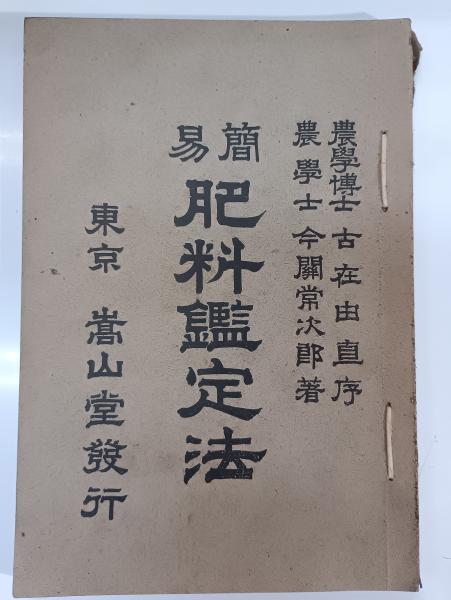 農學博士 古在由直序
農學士 今關常次郎著
簡易
肥料鑑定法
東京 嵩山堂發行